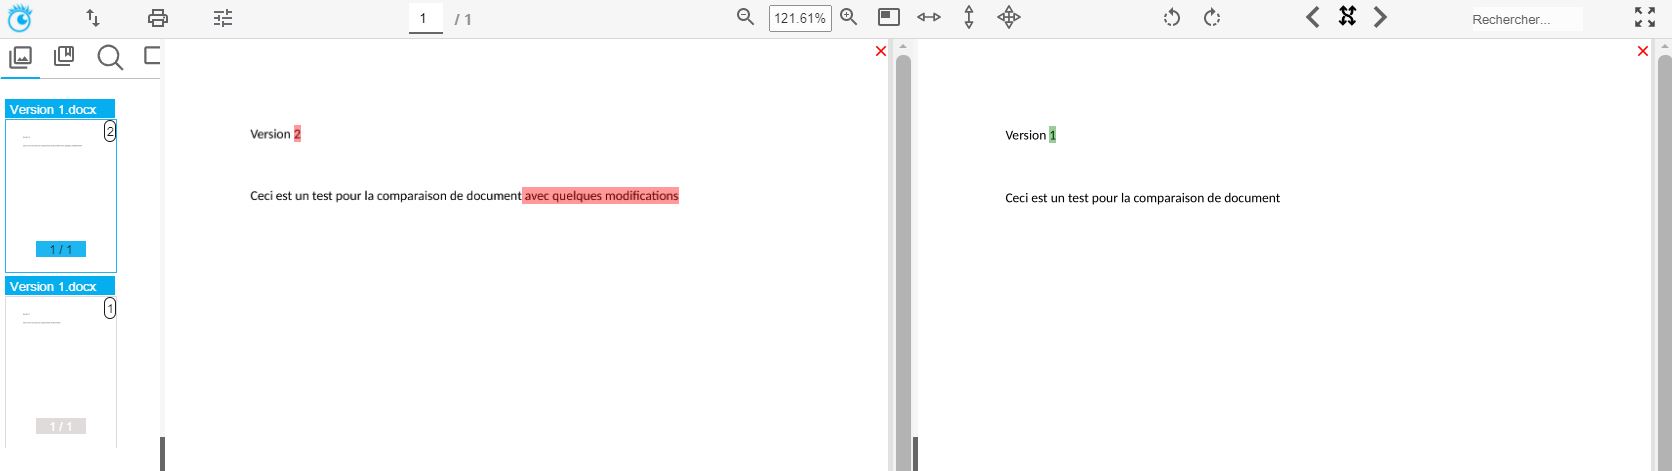 1 / 1
121.61%
Rechercher...
Version 1.docx
2
1 / 1
Version 1.docx
1
1 / 1
Version 2
Ceci est un test pour la comparaison de document avec quelques modifications
Version 1
Ceci est un test pour la comparaison de document